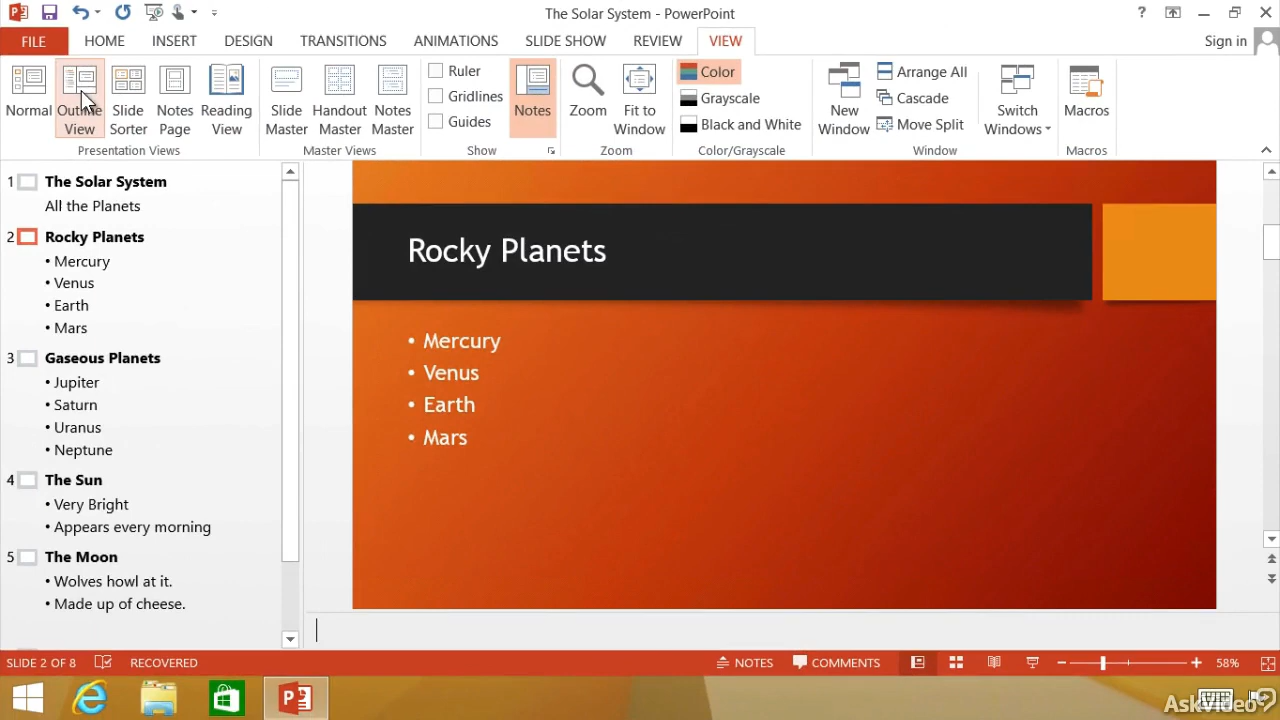 The Solar System - PowerPoint
?
FILE HOME INSERT DESIGN TRANSITIONS ANIMATIONS SLIDE SHOW REVIEW VIEW Sign in
Normal
Outline View
Slide Sorter
Notes Page
Reading View
Slide Master
Handout Master
Notes Master
Ruler
Gridlines
Guides
Notes
Zoom
Fit to Window
Color
Grayscale
Black and White
New Window
Arrange All
Cascade
Move Split
Switch Windows
Macros
Presentation Views Master Views Show Zoom Color/Grayscale Window Macros
1 The Solar System
All the Planets
2 Rocky Planets
• Mercury
• Venus
• Earth
• Mars
3 Gaseous Planets
• Jupiter
• Saturn
• Uranus
• Neptune
4 The Sun
• Very Bright
• Appears every morning
5 The Moon
• Wolves howl at it.
• Made up of cheese.
Rocky Planets
• Mercury
• Venus
• Earth
• Mars
SLIDE 2 OF 8 RECOVERED NOTES COMMENTS 58%
AskVideo